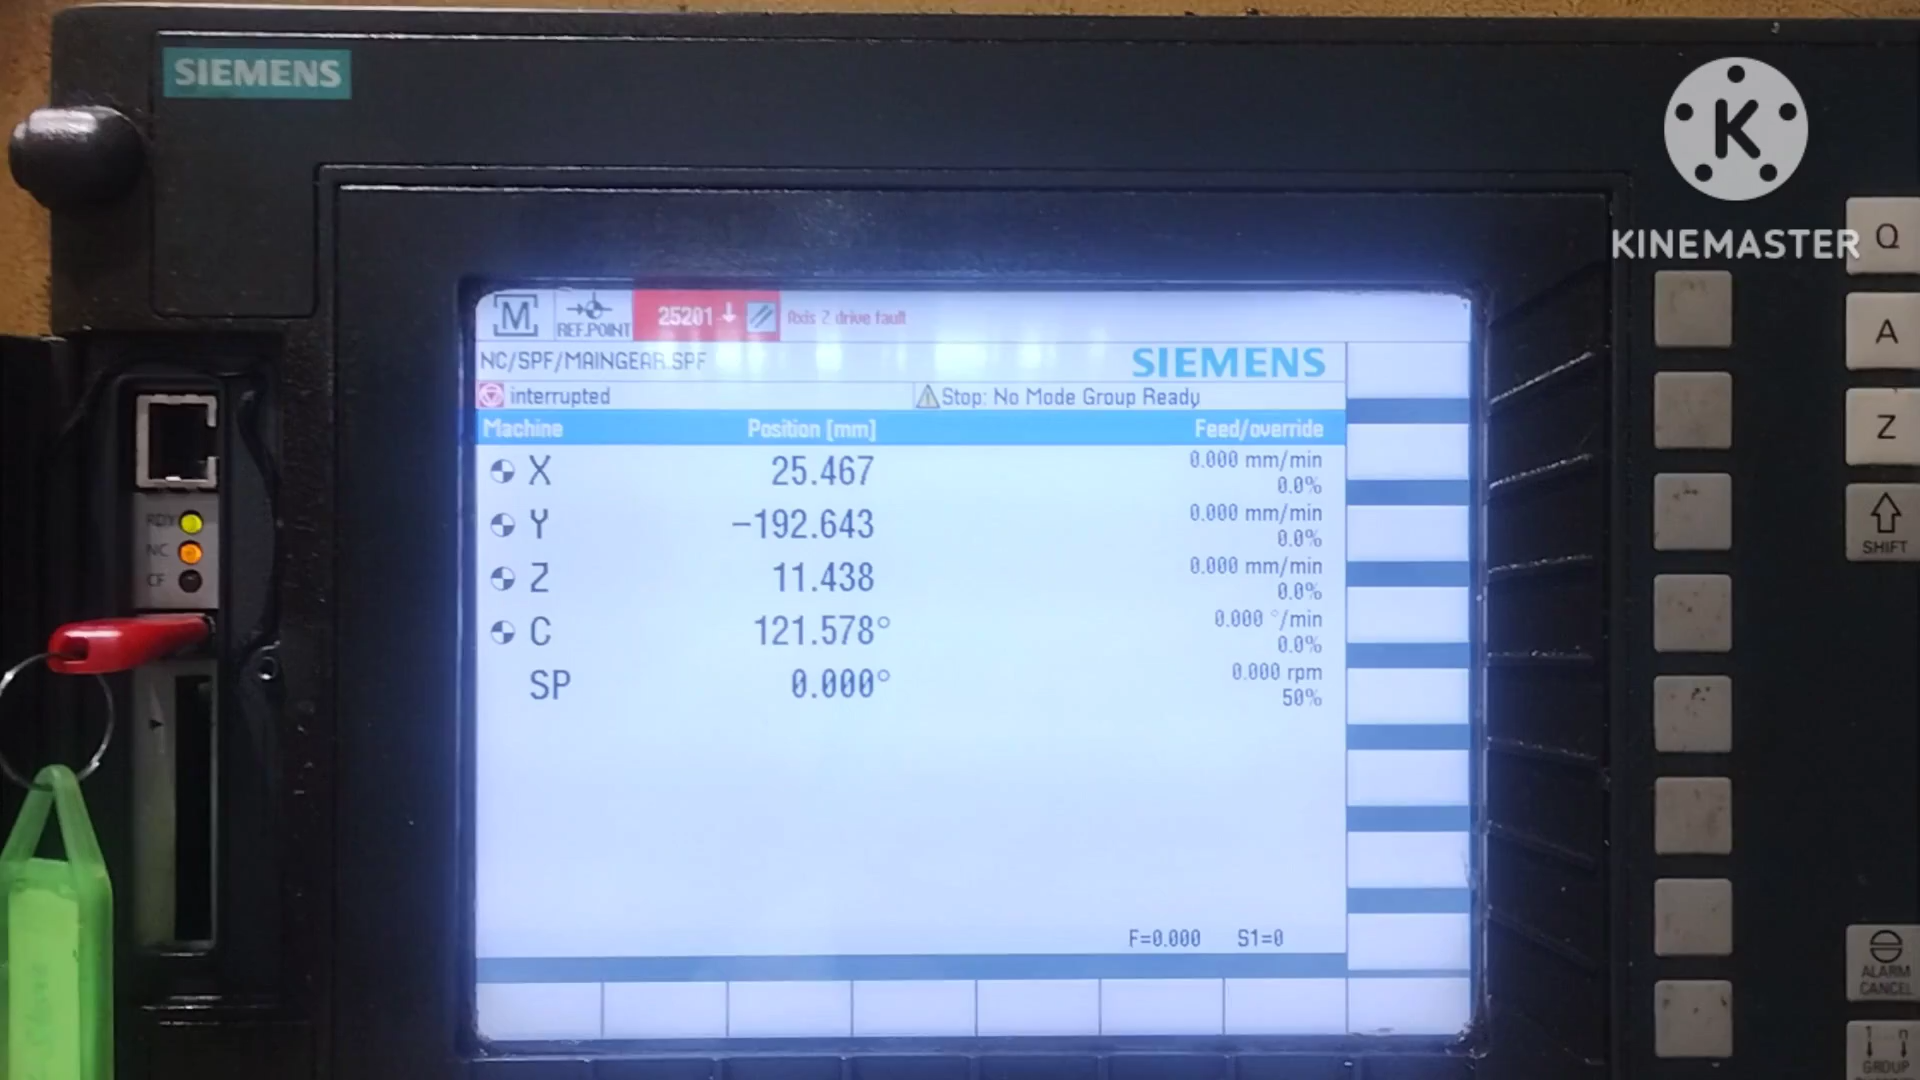 SIEMENS
K
KINEMASTER
Q
A
Z
SHIFT
M
REF.POINT
25201
Axis Z drive fault
NC/SPF/MAINGEAR.SPF
SIEMENS
interrupted
Stop: No Mode Group Ready
Machine Position [mm] Feed/override
X 25.467 0.000 mm/min
0.0%
Y -192.643 0.000 mm/min
0.0%
Z 11.438 0.000 mm/min
0.0%
C 121.578° 0.000 °/min
0.0%
SP 0.000° 0.000 rpm
50%
F=0.000 S1=0
RDY
NC
CF
ALARM
CANCEL
1 n
GROUP